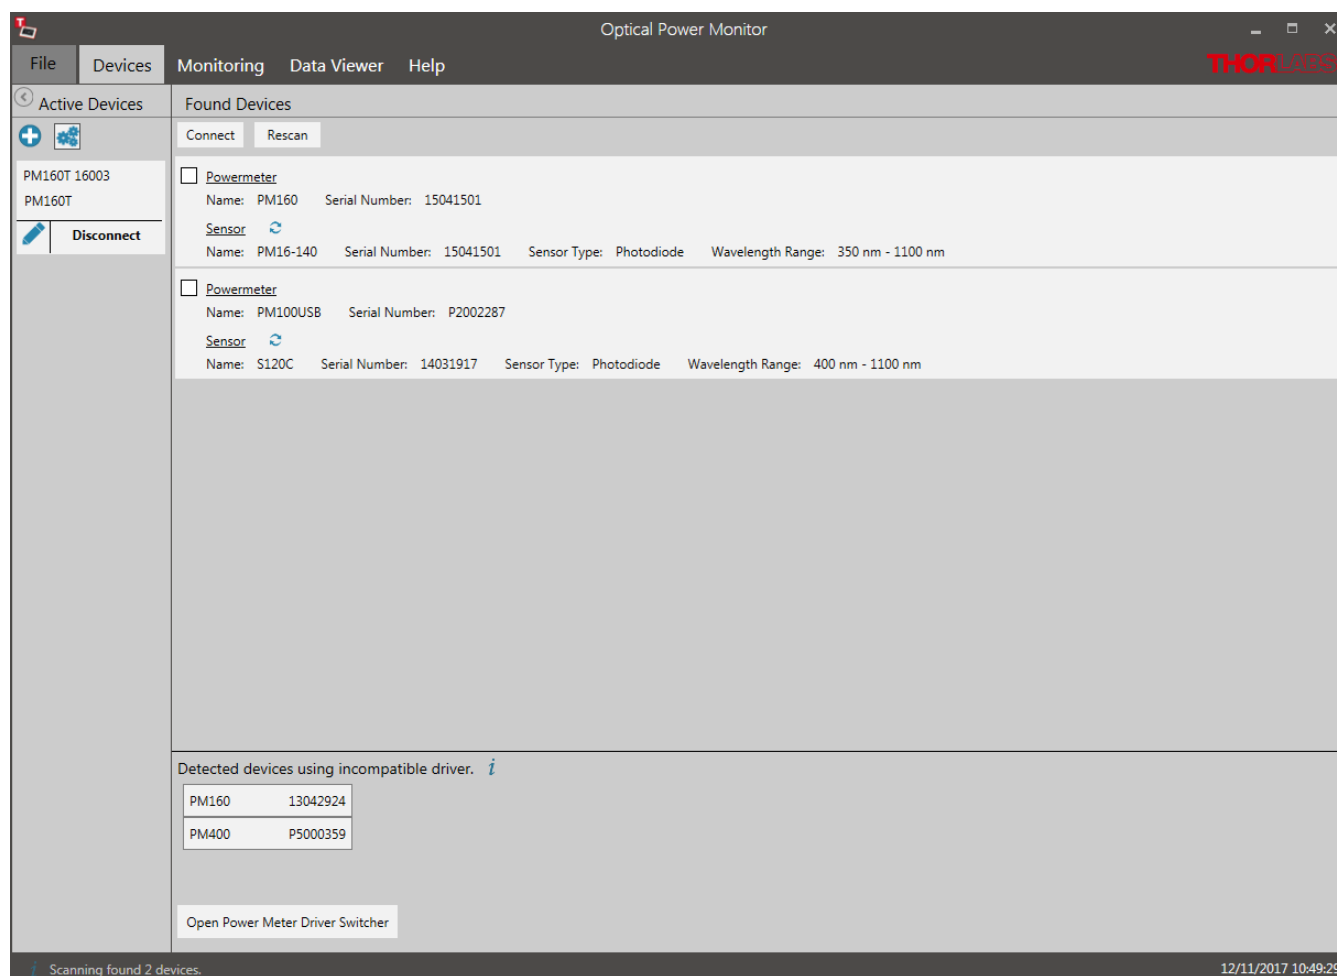 Optical Power Monitor
File Devices Monitoring Data Viewer Help
THORLABS
Active Devices
PM160T 16003
PM160T
Disconnect
Found Devices
Connect Rescan
Powermeter
Name: PM160 Serial Number: 15041501
Sensor
Name: PM16-140 Serial Number: 15041501 Sensor Type: Photodiode Wavelength Range: 350 nm - 1100 nm
Powermeter
Name: PM100USB Serial Number: P2002287
Sensor
Name: S120C Serial Number: 14031917 Sensor Type: Photodiode Wavelength Range: 400 nm - 1100 nm
Detected devices using incompatible driver. i
PM160 13042924
PM400 P5000359
Open Power Meter Driver Switcher
i Scanning found 2 devices. 12/11/2017 10:49:29